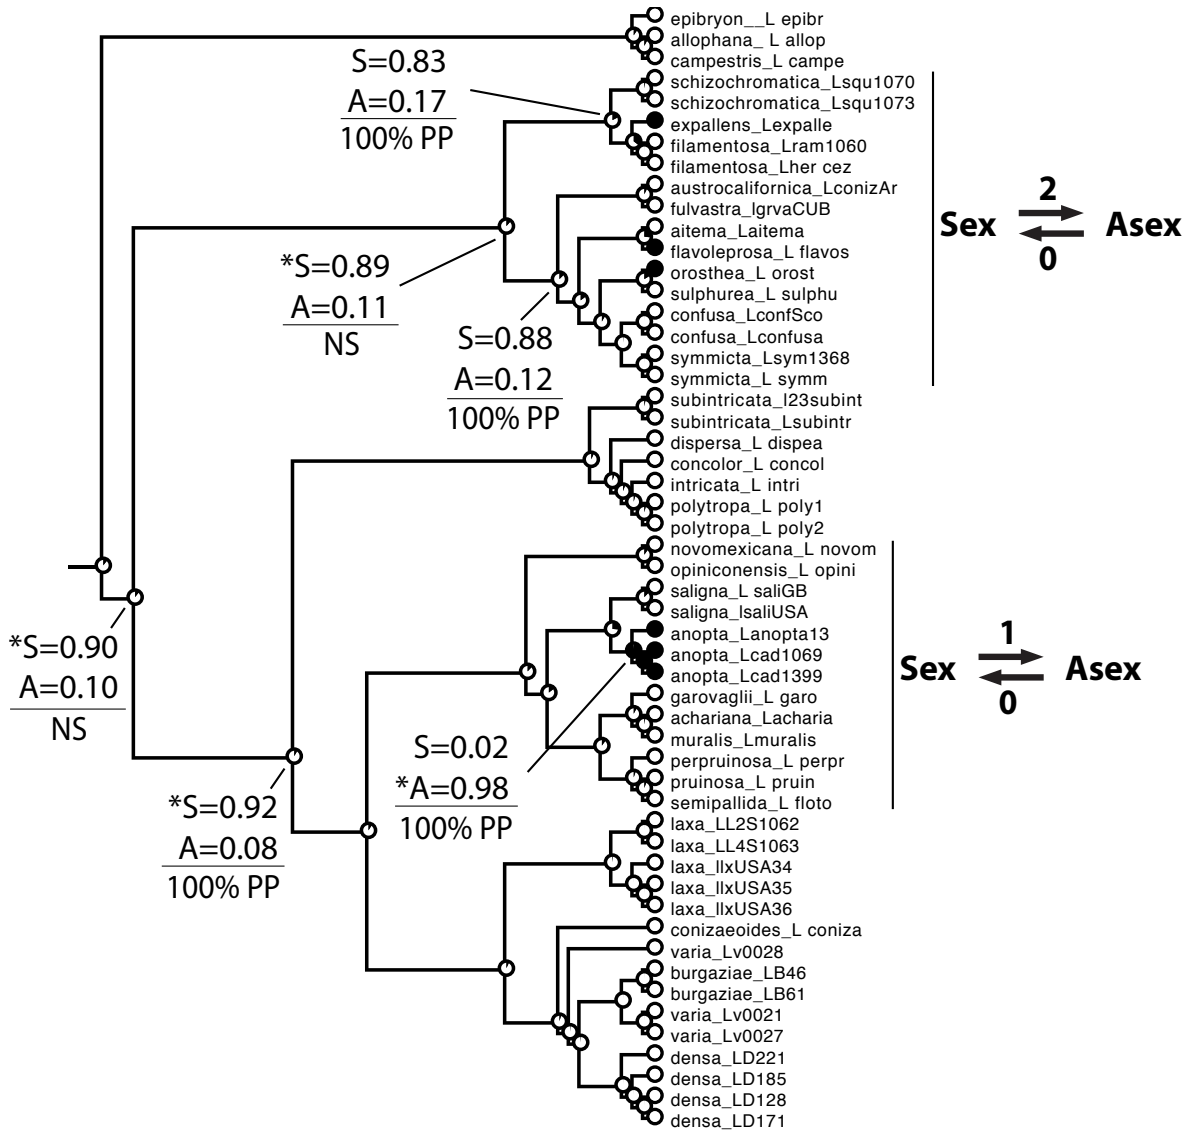 epibryon__L epibr
allophana_ L allop
campestris_L campe
schizochromatica_Lsqu1070
schizochromatica_Lsqu1073
expallens_Lexpalle
filamentosa_Lram1060
filamentosa_Lher cez
austrocalifornica_LconizAr
fulvastra_lgrvaCUB
aitema_Laitema
flavoleprosa_L flavos
orosthea_L orost
sulphurea_L sulphu
confusa_LconfSco
confusa_Lconfusa
symmicta_Lsym1368
symmicta_L symm
subintricata_l23subint
subintricata_Lsubintr
dispersa_L dispea
concolor_L concol
intricata_L intri
polytropa_L poly1
polytropa_L poly2
novomexicana_L novom
opiniconensis_L opini
saligna_L saliGB
saligna_lsaliUSA
anopta_Lanopta13
anopta_Lcad1069
anopta_Lcad1399
garovaglii_L garo
achariana_Lacharia
muralis_Lmuralis
perpruinosa_L perpr
pruinosa_L pruin
semipallida_L floto
laxa_LL2S1062
laxa_LL4S1063
laxa_llxUSA34
laxa_llxUSA35
laxa_llxUSA36
conizaeoides_L coniza
varia_Lv0028
burgaziae_LB46
burgaziae_LB61
varia_Lv0021
varia_Lv0027
densa_LD221
densa_LD185
densa_LD128
densa_LD171
S=0.83
A=0.17
100% PP
*S=0.89
A=0.11
NS
S=0.88
A=0.12
100% PP
*S=0.90
A=0.10
NS
*S=0.92
A=0.08
100% PP
S=0.02
*A=0.98
100% PP
2
Sex Asex
0
1
Sex Asex
0